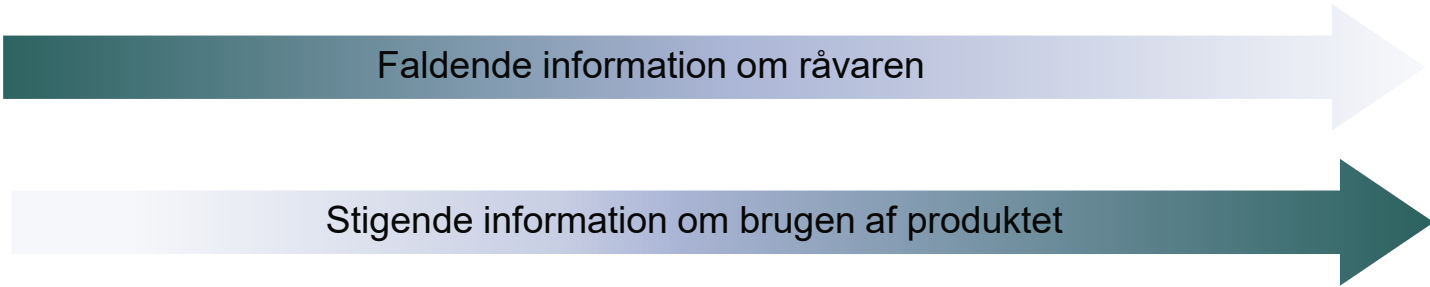 Faldende information om råvaren
Stigende information om brugen af produktet